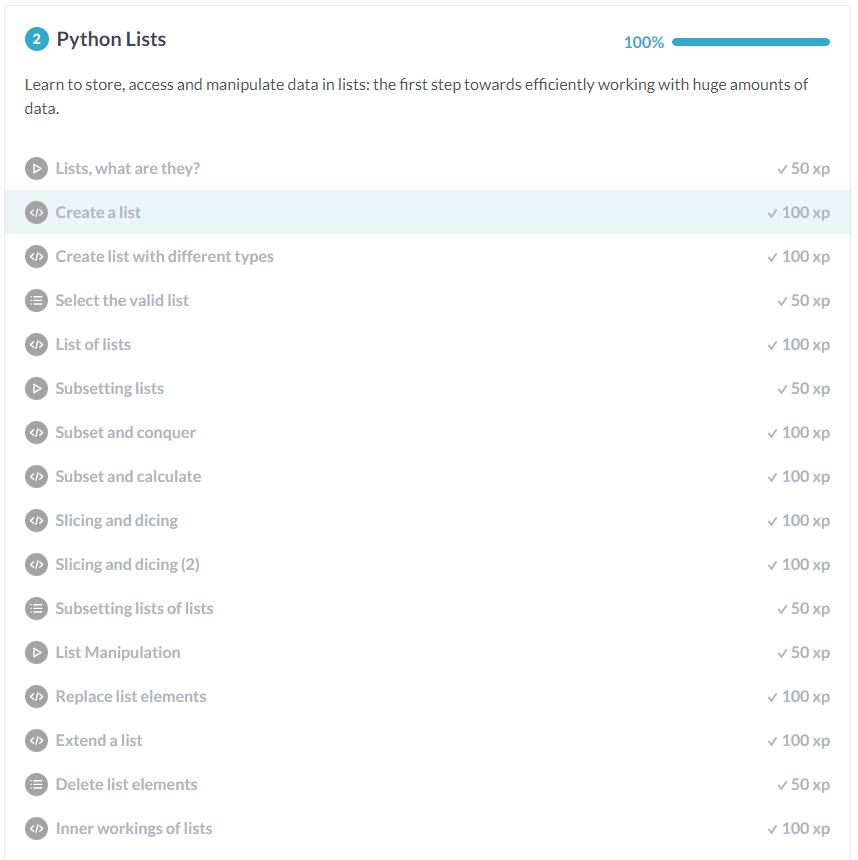 2 Python Lists 100%
Learn to store, access and manipulate data in lists: the first step towards efficiently working with huge amounts of
data.
Lists, what are they? 50 xp
Create a list 100 xp
Create list with different types 100 xp
Select the valid list 50 xp
List of lists 100 xp
Subsetting lists 50 xp
Subset and conquer 100 xp
Subset and calculate 100 xp
Slicing and dicing 100 xp
Slicing and dicing (2) 100 xp
Subsetting lists of lists 50 xp
List Manipulation 50 xp
Replace list elements 100 xp
Extend a list 100 xp
Delete list elements 50 xp
Inner workings of lists 100 xp